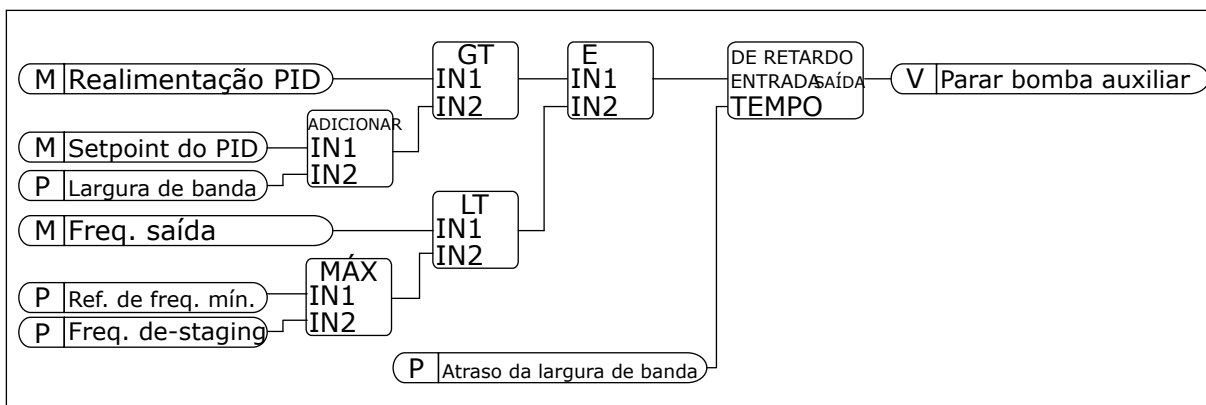 GT
E
DE RETARDO
M Realimentação PID
IN1
IN1
ENTRADA SAÍDA
V Parar bomba auxiliar
IN2
IN2
TEMPO
ADICIONAR
M Setpoint do PID
IN1
P Largura de banda
IN2
LT
M Freq. saída
IN1
IN2
MÁX
P Ref. de freq. mín.
IN1
P Freq. de-staging
IN2
P Atraso da largura de banda